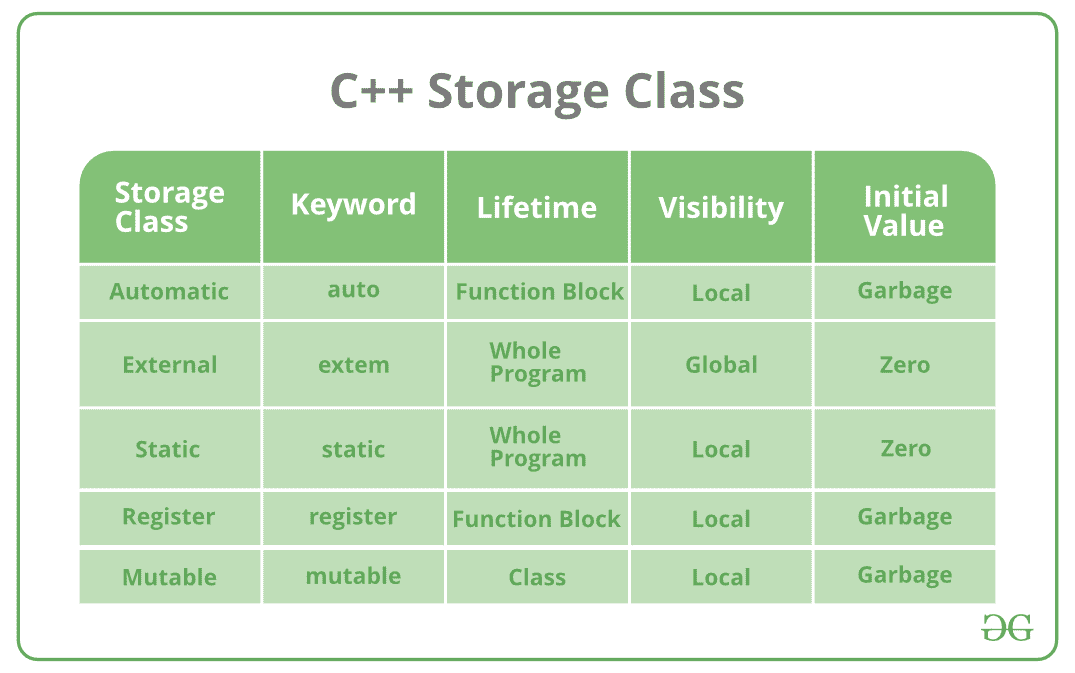 C++ Storage Class
Storage
Class
Keyword
Lifetime
Visibility
Initial
Value
Automatic
auto
Function Block
Local
Garbage
External
extem
Whole
Program
Global
Zero
Static
static
Whole
Program
Local
Zero
Register
register
Function Block
Local
Garbage
Mutable
mutable
Class
Local
Garbage